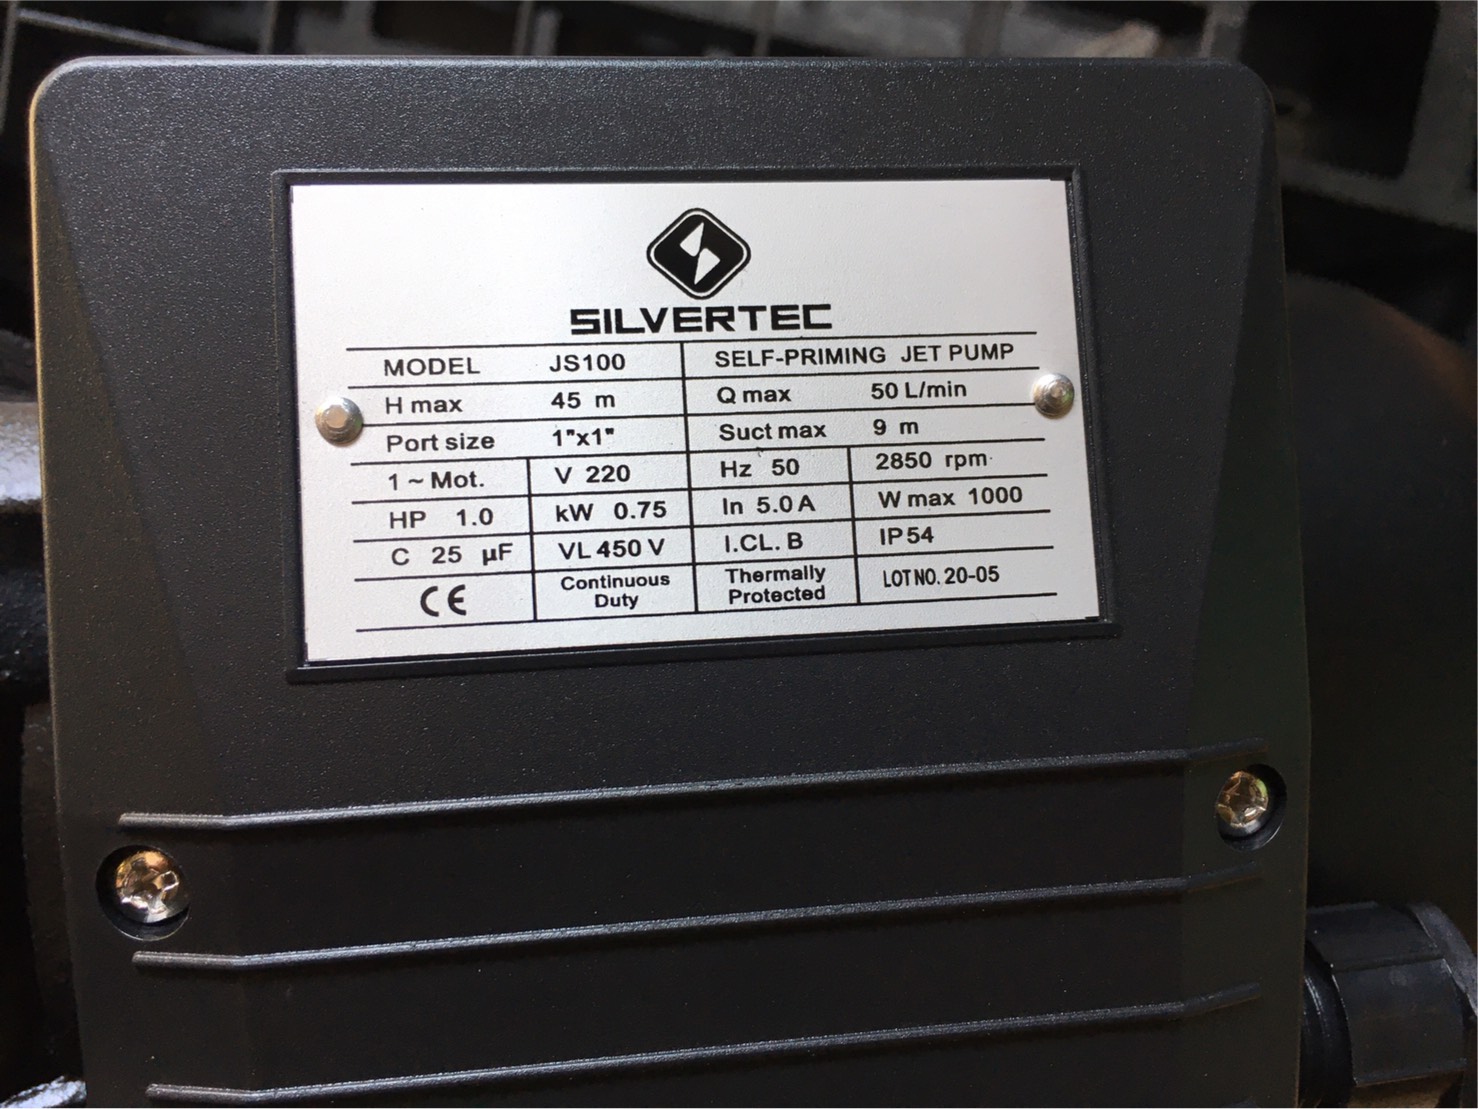 SILVERTEC
MODEL JS100 SELF-PRIMING JET PUMP
H max 45 m Q max 50 L/min
Port size 1"x1" Suct max 9 m
1 ~ Mot. V 220 Hz 50 2850 rpm
HP 1.0 kW 0.75 In 5.0 A W max 1000
C 25 µF VL 450 V I.CL. B IP 54
CE Continuous Duty Thermally Protected LOT NO. 20-05